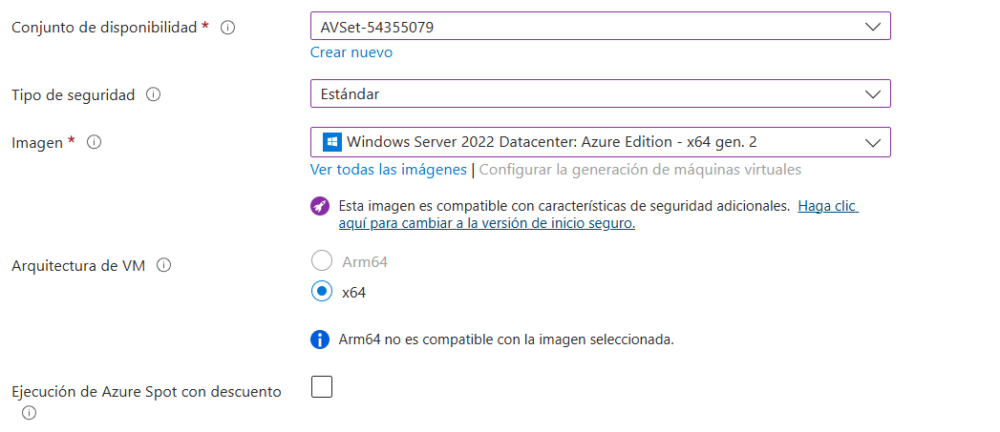 Conjunto de disponibilidad *
AVSet-54355079
Crear nuevo
Tipo de seguridad
Estándar
Imagen *
Windows Server 2022 Datacenter: Azure Edition - x64 gen. 2
Ver todas las imágenes | Configurar la generación de máquinas virtuales
Esta imagen es compatible con características de seguridad adicionales. Haga clic
aquí para cambiar a la versión de inicio seguro.
Arquitectura de VM
Arm64
x64
Arm64 no es compatible con la imagen seleccionada.
Ejecución de Azure Spot con descuento